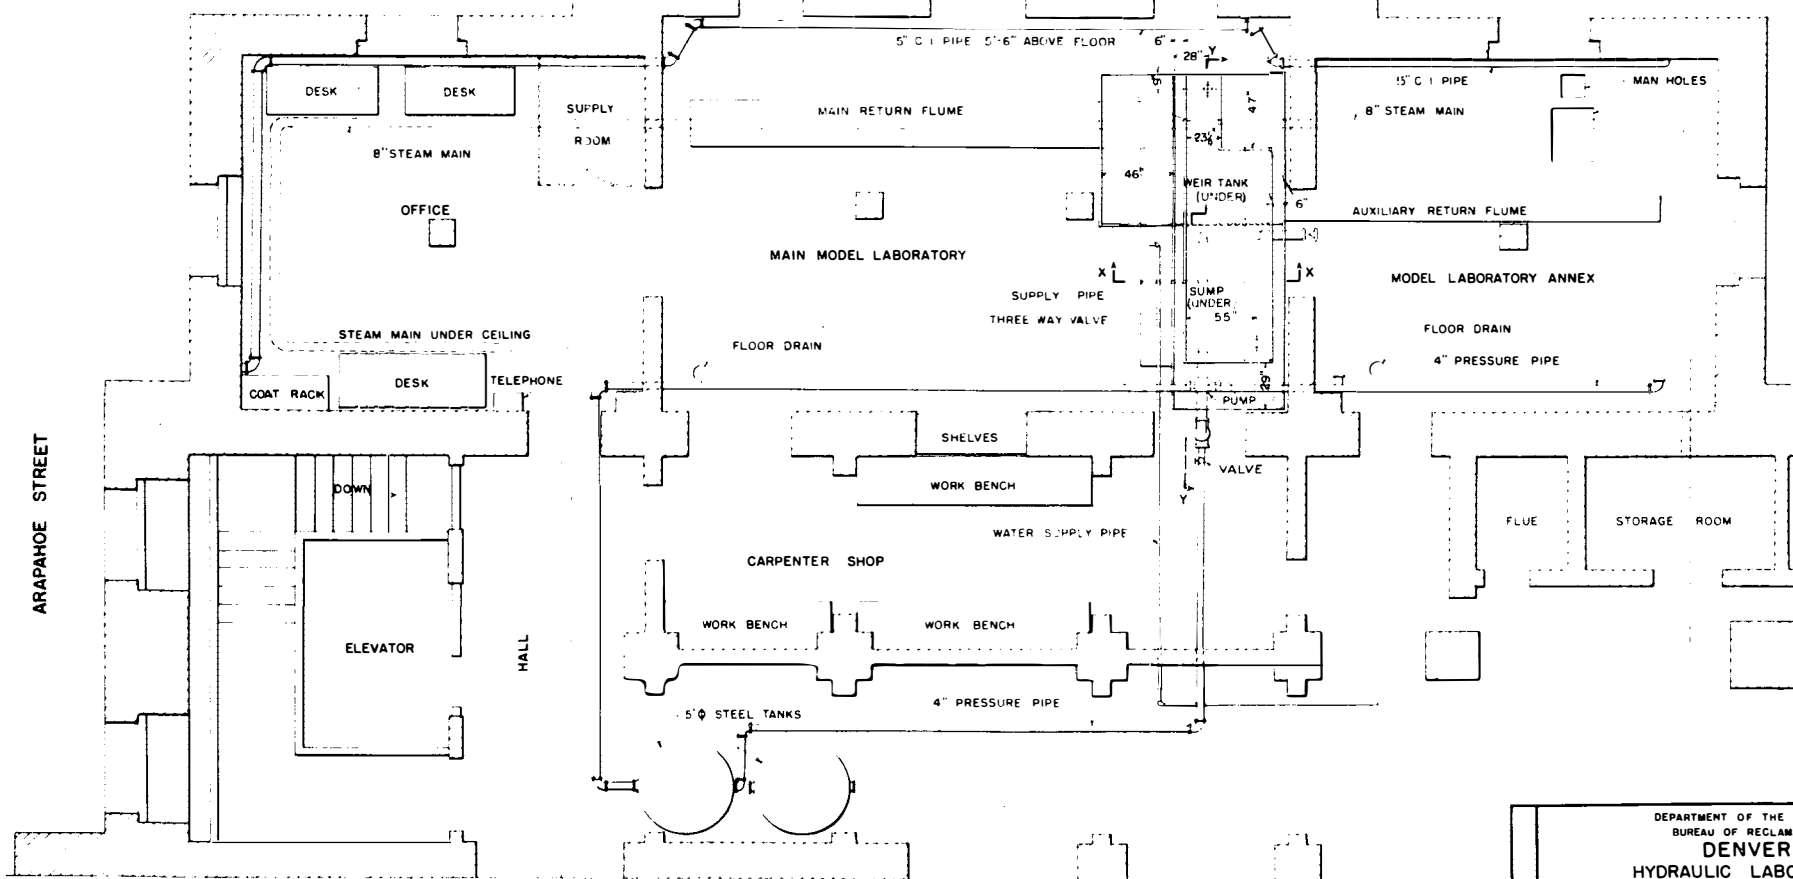 5" C I PIPE 5'-6" ABOVE FLOOR
6"
28"
Y
DESK
DESK
SUPPLY
ROOM
MAIN RETURN FLUME
47"
C I PIPE
MAN HOLES
8" STEAM MAIN
8" STEAM MAIN
46"
WEIR TANK
(UNDER)
6"
OFFICE
AUXILIARY RETURN FLUME
MAIN MODEL LABORATORY
X
X
MODEL LABORATORY ANNEX
SUPPLY PIPE
SUMP
(UNDER
55"
THREE WAY VALVE
STEAM MAIN UNDER CEILING
FLOOR DRAIN
FLOOR DRAIN
4" PRESSURE PIPE
COAT RACK
DESK
TELEPHONE
29"
PUMP
SHELVES
VALVE
WORK BENCH
Y
DOWN
ARAPAHOE STREET
WATER SUPPLY PIPE
FLUE
STORAGE ROOM
CARPENTER SHOP
WORK BENCH
WORK BENCH
ELEVATOR
HALL
4" PRESSURE PIPE
5'Φ STEEL TANKS
DEPARTMENT OF THE
BUREAU OF RECLAM
DENVER
HYDRAULIC LABO